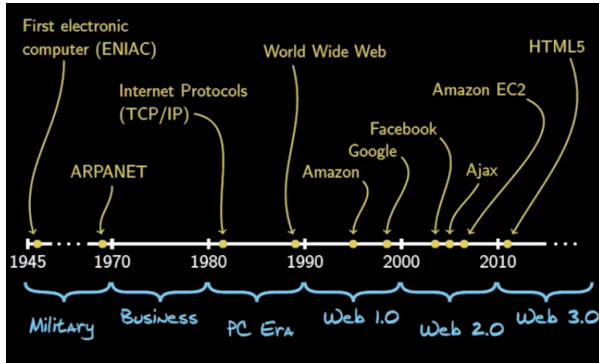 First electronic
computer (ENIAC)
World Wide Web
HTML5
Internet Protocols
(TCP/IP)
Amazon EC2
Facebook
Google
ARPANET
Amazon
Ajax
1945
1970
1980
1990
2000
2010
Military
Business
PC Era
Web 1.0
Web 2.0
Web 3.0